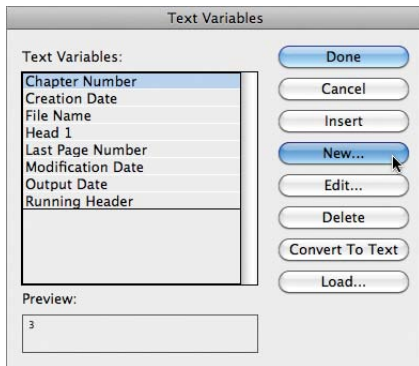 Text Variables
Text Variables:
Chapter Number
Creation Date
File Name
Head 1
Last Page Number
Modification Date
Output Date
Running Header
Preview:
3
Done
Cancel
Insert
New...
Edit...
Delete
Convert To Text
Load...